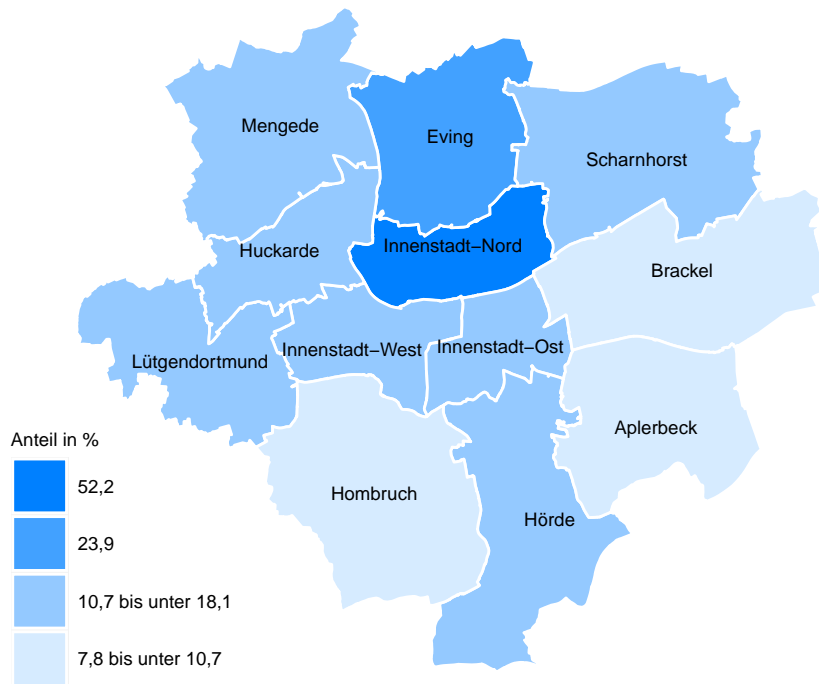 Mengede
Eving
Scharnhorst
Huckarde
Innenstadt−Nord
Brackel
Lütgendortmund
Innenstadt−West
Innenstadt−Ost
Aplerbeck
Hombruch
Hörde
Anteil in %
52,2
23,9
10,7 bis unter 18,1
7,8 bis unter 10,7